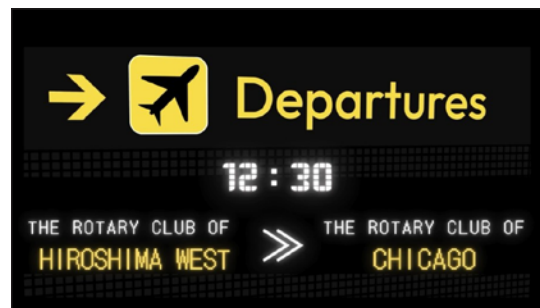 Departures
12:30
THE ROTARY CLUB OF
HIROSHIMA WEST
THE ROTARY CLUB OF
CHICAGO